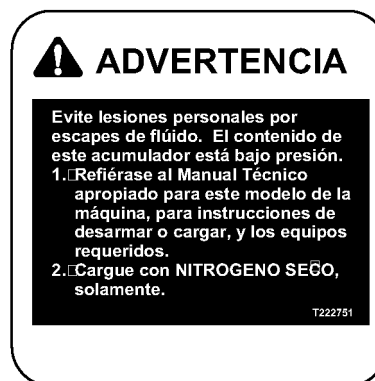 ADVERTENCIA
Evite lesiones personales por
escapes de flúido. El contenido de
este acumulador está bajo presión.
1. Refiérase al Manual Técnico
apropiado para este modelo de la
máquina, para instrucciones de
desarmar o cargar, y los equipos
requeridos.
2. Cargue con NITROGENO SECO,
solamente.
T222751